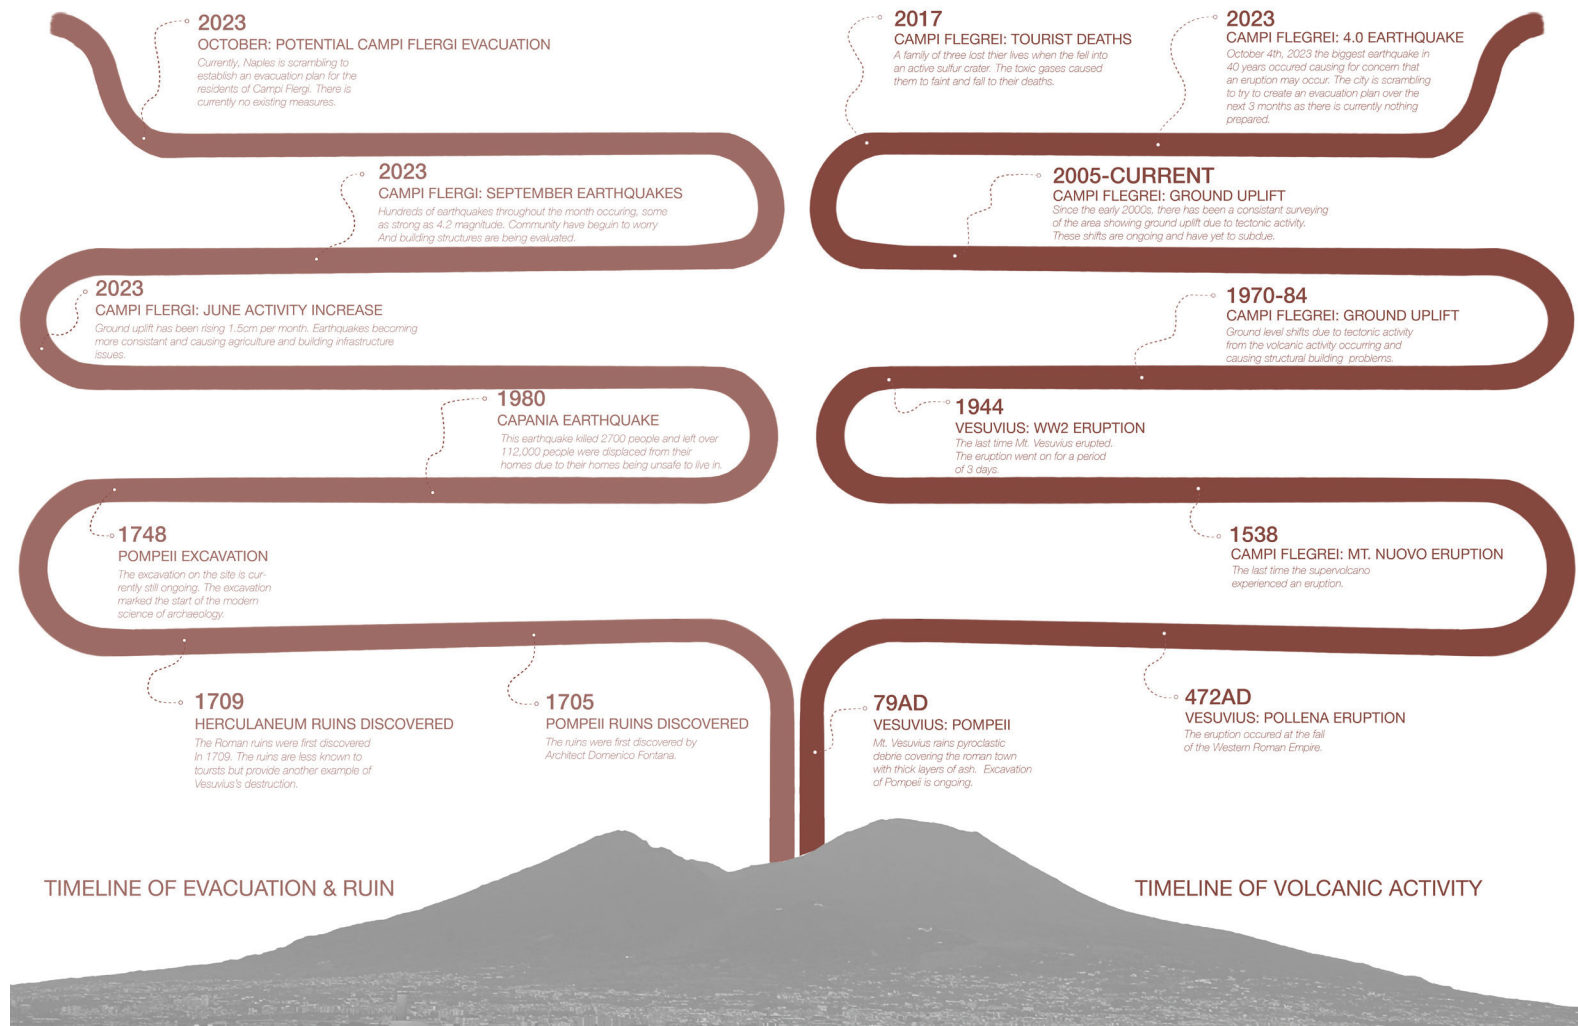 2023
OCTOBER: POTENTIAL CAMPI FLERGI EVACUATION
Currently, Naples is scrambling to
establish an evacuation plan for the
residents of Campi Flergi. There is
currently no existing measures.
2023
CAMPI FLERGI: SEPTEMBER EARTHQUAKES
Hundreds of earthquakes throughout the month occuring, some
as strong as 4.2 magnitude. Community have beguin to worry
And building structures are being evaluated.
2023
CAMPI FLERGI: JUNE ACTIVITY INCREASE
Ground uplift has been rising 1.5cm per month. Earthquakes becoming
more consistant and causing agriculture and building infrastructure
issues.
1980
CAPANIA EARTHQUAKE
This earthquake killed 2700 people and left over
112,000 people were displaced from their
homes due to their homes being unsafe to live in.
1748
POMPEII EXCAVATION
The excavation on the site is cur-
rently still ongoing. The excavation
marked the start of the modern
science of archaeology.
1709
HERCULANEUM RUINS DISCOVERED
The Roman ruins were first discovered
In 1709. The ruins are less known to
toursts but provide another example of
Vesuvius's destruction.
1705
POMPEII RUINS DISCOVERED
The ruins were first discovered by
Architect Domenico Fontana.
TIMELINE OF EVACUATION & RUIN
2017
CAMPI FLEGREI: TOURIST DEATHS
A family of three lost thier lives when the fell into
an active sulfur crater. The toxic gases caused
them to faint and fall to their deaths.
2023
CAMPI FLEGREI: 4.0 EARTHQUAKE
October 4th, 2023 the biggest earthquake in
40 years occured causing for concern that
an eruption may occur. The city is scrambling
to try to create an evacuation plan over the
next 3 months as there is currently nothing
prepared.
2005-CURRENT
CAMPI FLEGREI: GROUND UPLIFT
Since the early 2000s, there has been a consistant surveying
of the area showing ground uplift due to tectonic activity.
These shifts are ongoing and have yet to subdue.
1970-84
CAMPI FLEGREI: GROUND UPLIFT
Ground level shifts due to tectonic activity
from the volcanic activity occurring and
causing structural building problems.
1944
VESUVIUS: WW2 ERUPTION
The last time Mt. Vesuvius erupted.
The eruption went on for a period
of 3 days.
1538
CAMPI FLEGREI: MT. NUOVO ERUPTION
The last time the supervolcano
experienced an eruption.
79AD
VESUVIUS: POMPEII
Mt. Vesuvius rains pyroclastic
debrie covering the roman town
with thick layers of ash. Excavation
of Pompeii is ongoing.
472AD
VESUVIUS: POLLENA ERUPTION
The eruption occured at the fall
of the Western Roman Empire.
TIMELINE OF VOLCANIC ACTIVITY